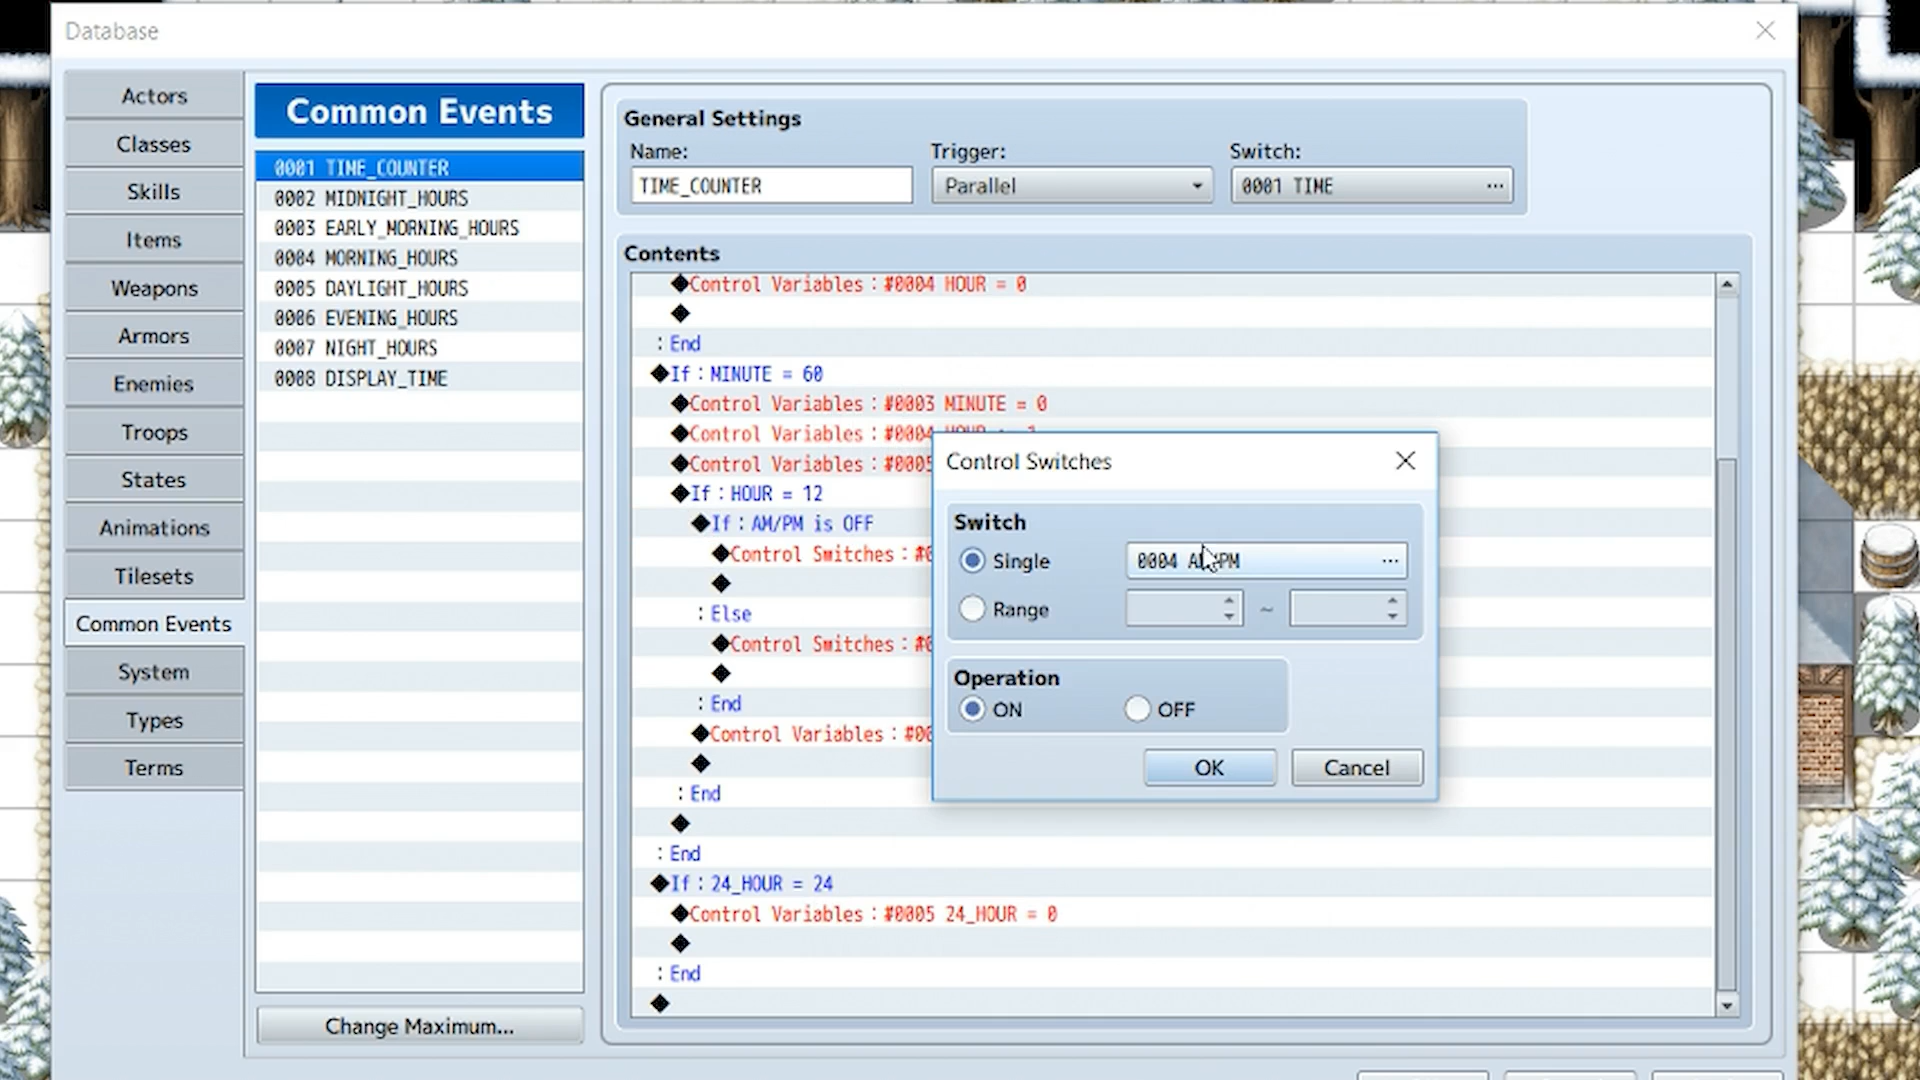 Database
Actors
Classes
Skills
Items
Weapons
Armors
Enemies
Troops
States
Animations
Tilesets
Common Events
System
Types
Terms
Common Events
0001 TIME_COUNTER
0002 MIDNIGHT_HOURS
0003 EARLY_MORNING_HOURS
0004 MORNING_HOURS
0005 DAYLIGHT_HOURS
0006 EVENING_HOURS
0007 NIGHT_HOURS
0008 DISPLAY_TIME
Change Maximum...
General Settings
Name: Trigger: Switch:
TIME_COUNTER Parallel 0001 TIME ...
Contents
◆Control Variables：#0004 HOUR = 0
◆
：End
◆If：MINUTE = 60
◆Control Variables：#0003 MINUTE = 0
◆Control Variables：#0004 HOUR
◆Control Variables：#0005
◆If：HOUR = 12
◆If：AM/PM is OFF
◆Control Switches：
◆
：Else
◆Control Switches：
◆
：End
◆Control Variables：
◆
：End
◆
：End
◆If：24_HOUR = 24
◆Control Variables：#0005 24_HOUR = 0
◆
：End
◆
Control Switches
Switch
Single 0004 AM/PM ...
Range ~
Operation
ON OFF
OK Cancel